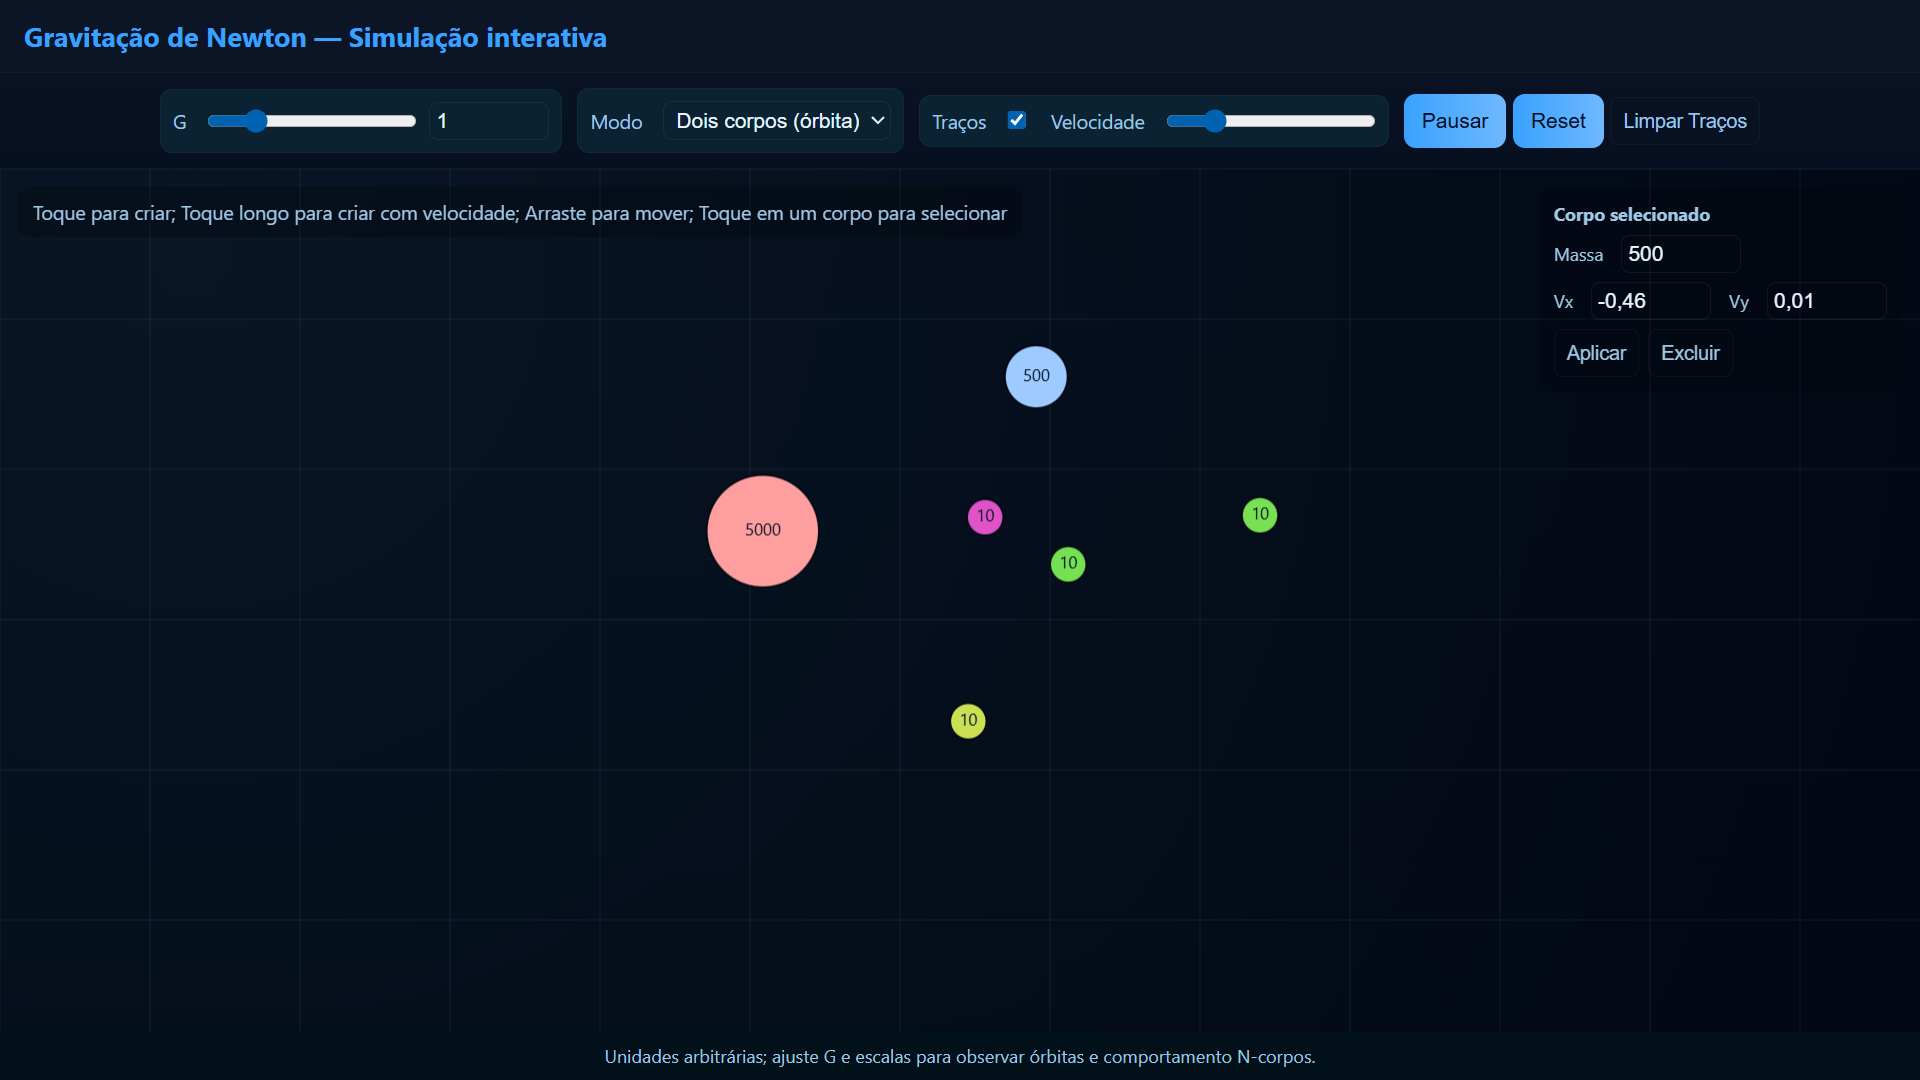 Gravitação de Newton — Simulação interativa
G 1 Modo Dois corpos (órbita) Traços Velocidade Pausar Reset Limpar Traços
Toque para criar; Toque longo para criar com velocidade; Arraste para mover; Toque em um corpo para selecionar
Corpo selecionado
Massa 500
Vx -0,46 Vy 0,01
Aplicar Excluir
500
5000
10
10
10
10
Unidades arbitrárias; ajuste G e escalas para observar órbitas e comportamento N-corpos.